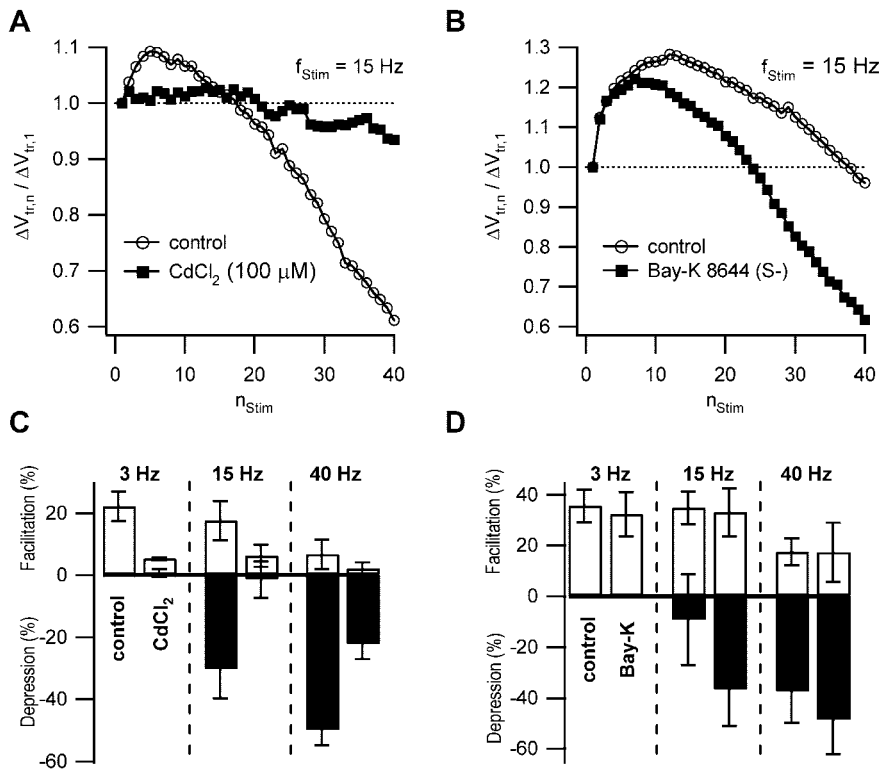 A
B
1.1
1.0
0.9
0.8
0.7
0.6
ΔV_tr,n / ΔV_tr,1
f_Stim = 15 Hz
control
CdCl₂ (100 μM)
0 10 20 30 40
n_Stim
1.3
1.2
1.1
1.0
0.9
0.8
0.7
0.6
ΔV_tr,n / ΔV_tr,1
f_Stim = 15 Hz
control
Bay-K 8644 (S-)
0 10 20 30 40
n_Stim
C
D
3 Hz 15 Hz 40 Hz
Facilitation (%)
Depression (%)
20
0
-20
-40
-60
control
CdCl₂
3 Hz 15 Hz 40 Hz
Facilitation (%)
Depression (%)
40
20
0
-20
-40
-60
control
Bay-K